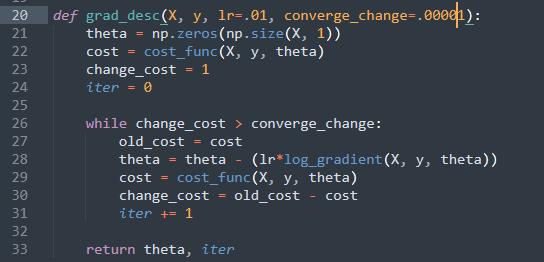 20 def grad_desc(X, y, lr=.01, converge_change=.00001):
21 theta = np.zeros(np.size(X, 1))
22 cost = cost_func(X, y, theta)
23 change_cost = 1
24 iter = 0
25
26 while change_cost > converge_change:
27 old_cost = cost
28 theta = theta - (lr*log_gradient(X, y, theta))
29 cost = cost_func(X, y, theta)
30 change_cost = old_cost - cost
31 iter += 1
32
33 return theta, iter